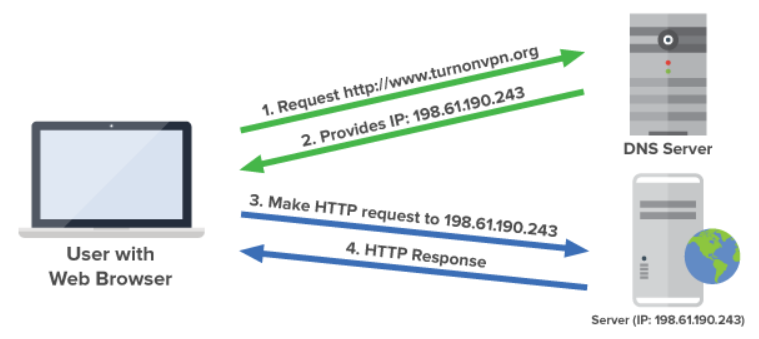 1. Request http://www.turnonvpn.org
2. Provides IP: 198.61.190.243
DNS Server
3. Make HTTP request to 198.61.190.243
4. HTTP Response
User with
Web Browser
Server (IP: 198.61.190.243)